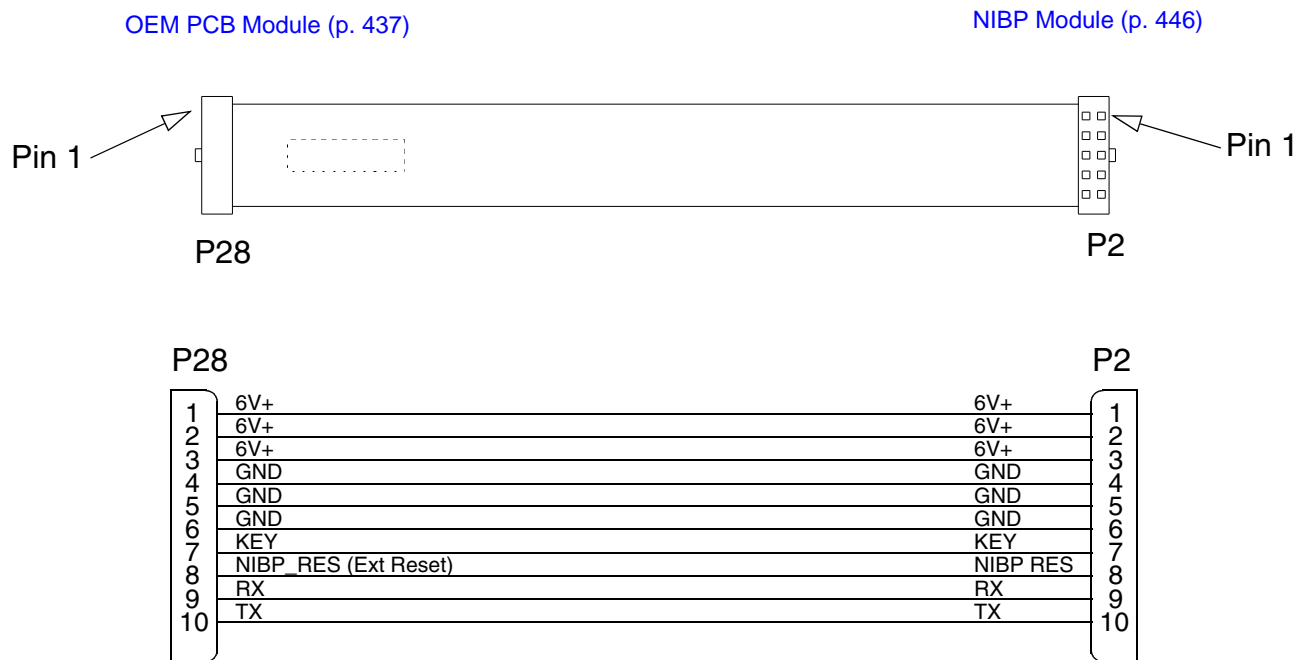 OEM PCB Module (p. 437)
NIBP Module (p. 446)
Pin 1
Pin 1
P28
P2
P28
P2
1 6V+ 6V+ 1
2 6V+ 6V+ 2
3 6V+ 6V+ 3
4 GND GND 4
5 GND GND 5
6 GND GND 6
7 KEY KEY 7
8 NIBP_RES (Ext Reset) NIBP RES 8
9 RX RX 9
10 TX TX 10